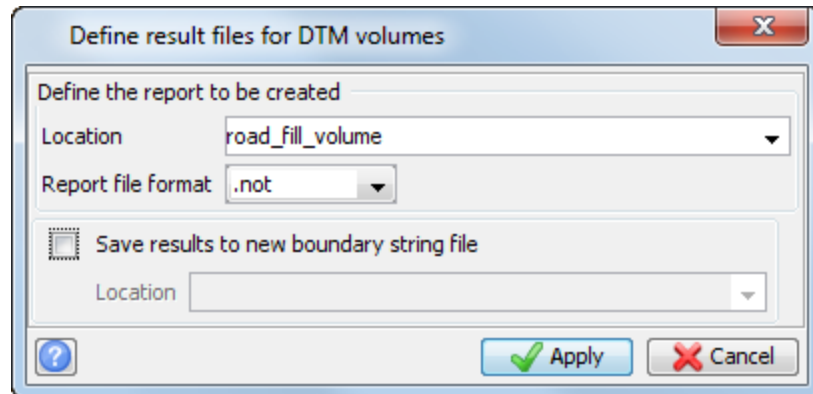 Define result files for DTM volumes
Define the report to be created
Location road_fill_volume
Report file format .not
Save results to new boundary string file
Location
? Apply Cancel